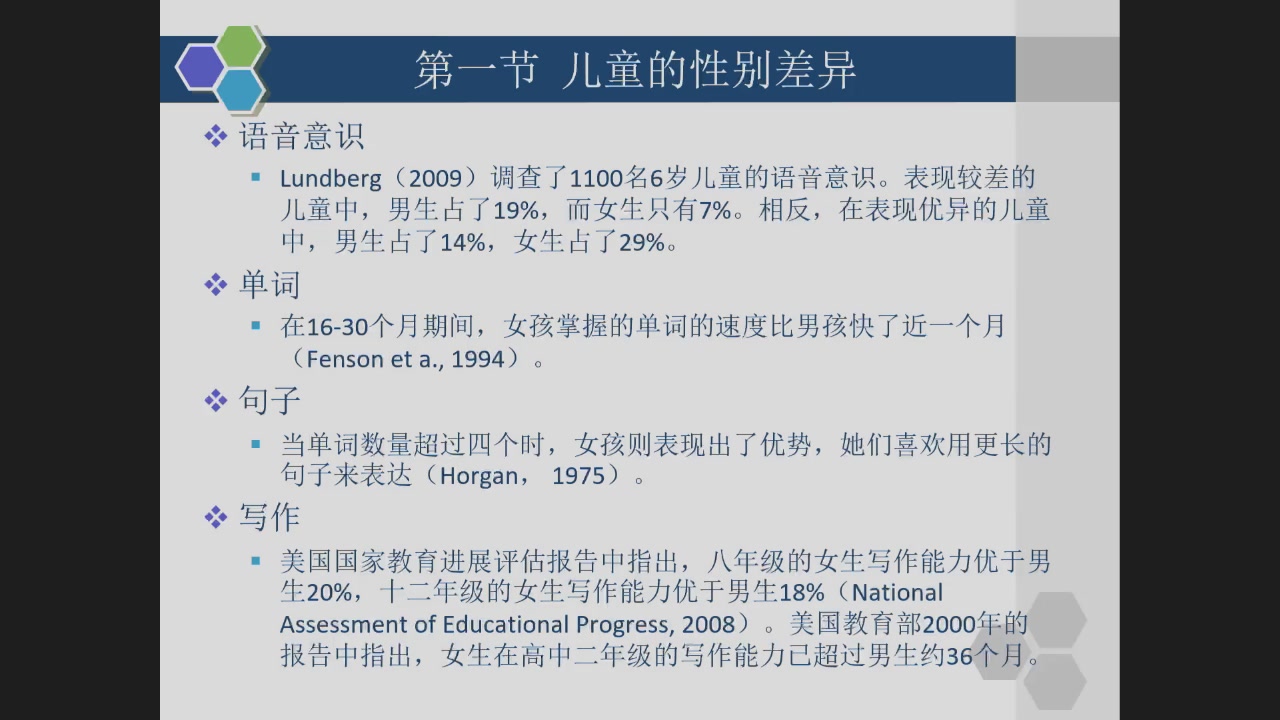 第一节 儿童的性别差异
语音意识
Lundberg（2009）调查了1100名6岁儿童的语音意识。表现较差的
儿童中，男生占了19%，而女生只有7%。相反，在表现优异的儿童
中，男生占了14%，女生占了29%。
单词
在16-30个月期间，女孩掌握的单词的速度比男孩快了近一个月
（Fenson et a., 1994）。
句子
当单词数量超过四个时，女孩则表现出了优势，她们喜欢用更长的
句子来表达（Horgan， 1975）。
写作
美国国家教育进展评估报告中指出，八年级的女生写作能力优于男
生20%，十二年级的女生写作能力优于男生18%（National
Assessment of Educational Progress, 2008）。美国教育部2000年的
报告中指出，女生在高中二年级的写作能力已超过男生约36个月。